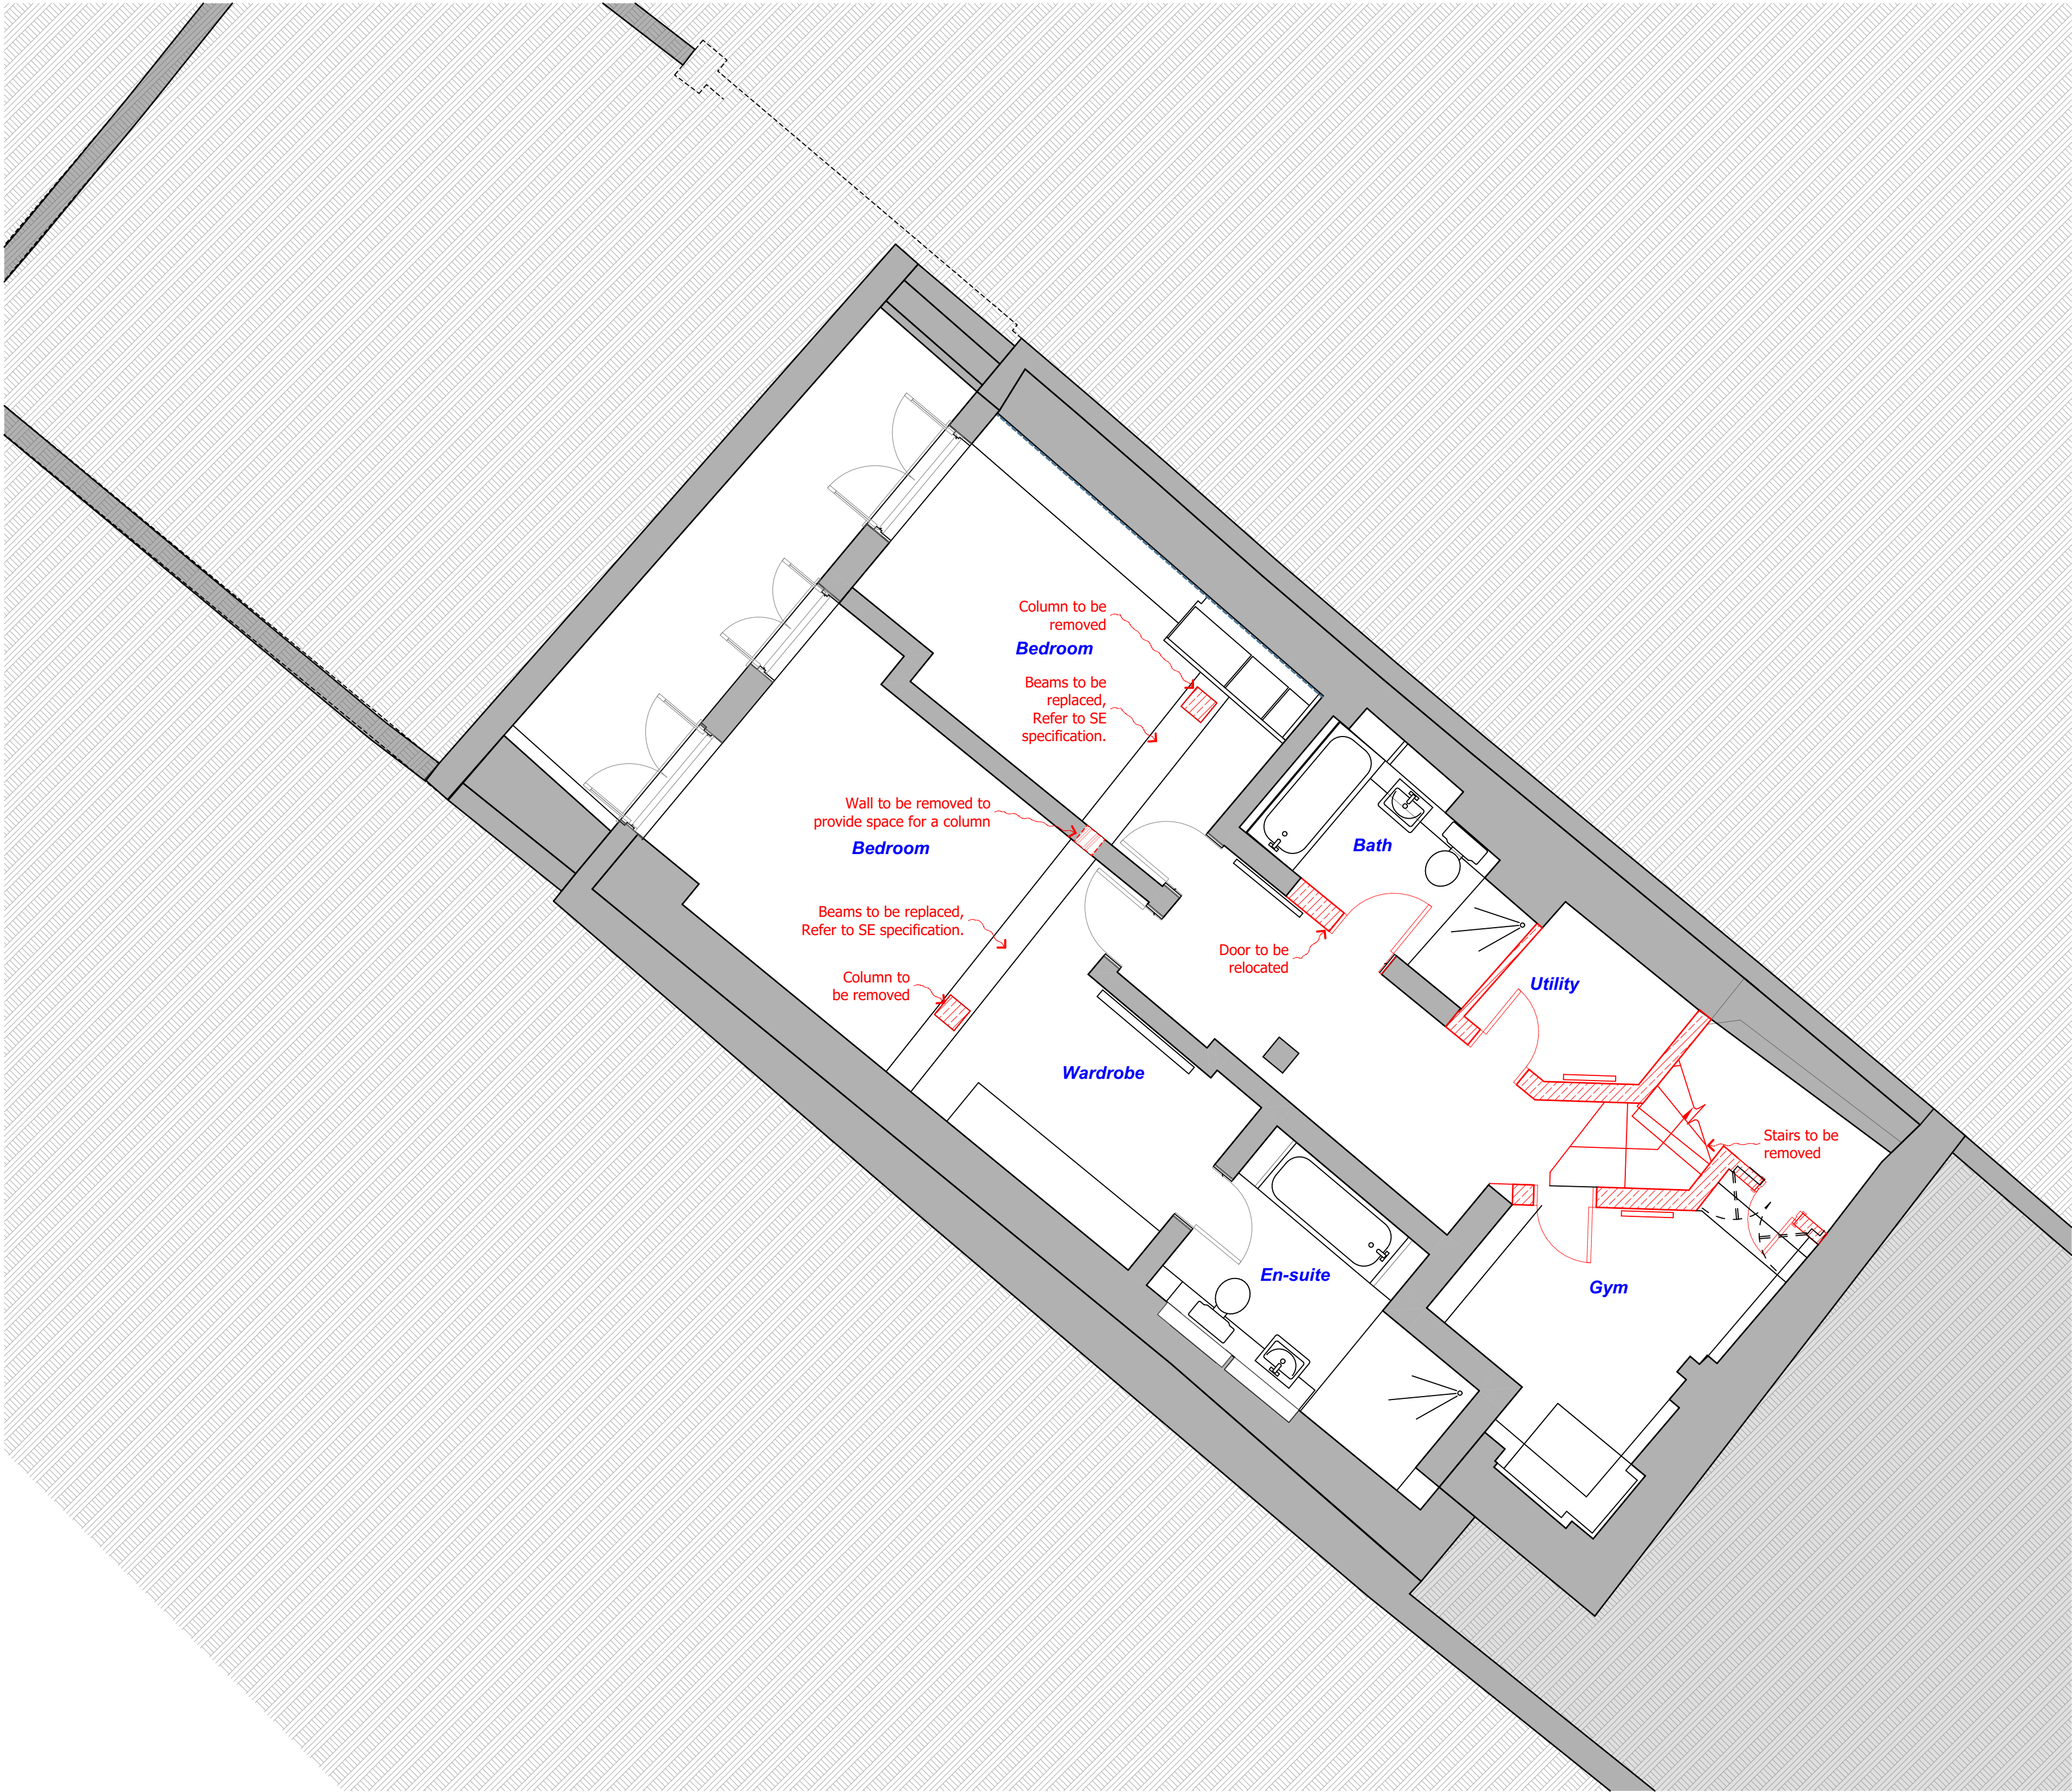 Column to be
removed
Bedroom
Beams to be
replaced,
Refer to SE
specification.
Wall to be removed to
provide space for a column
Bedroom
Bath
Beams to be replaced,
Refer to SE specification.
Door to be
relocated
Column to
be removed
Utility
Wardrobe
Stairs to be
removed
En-suite
Gym